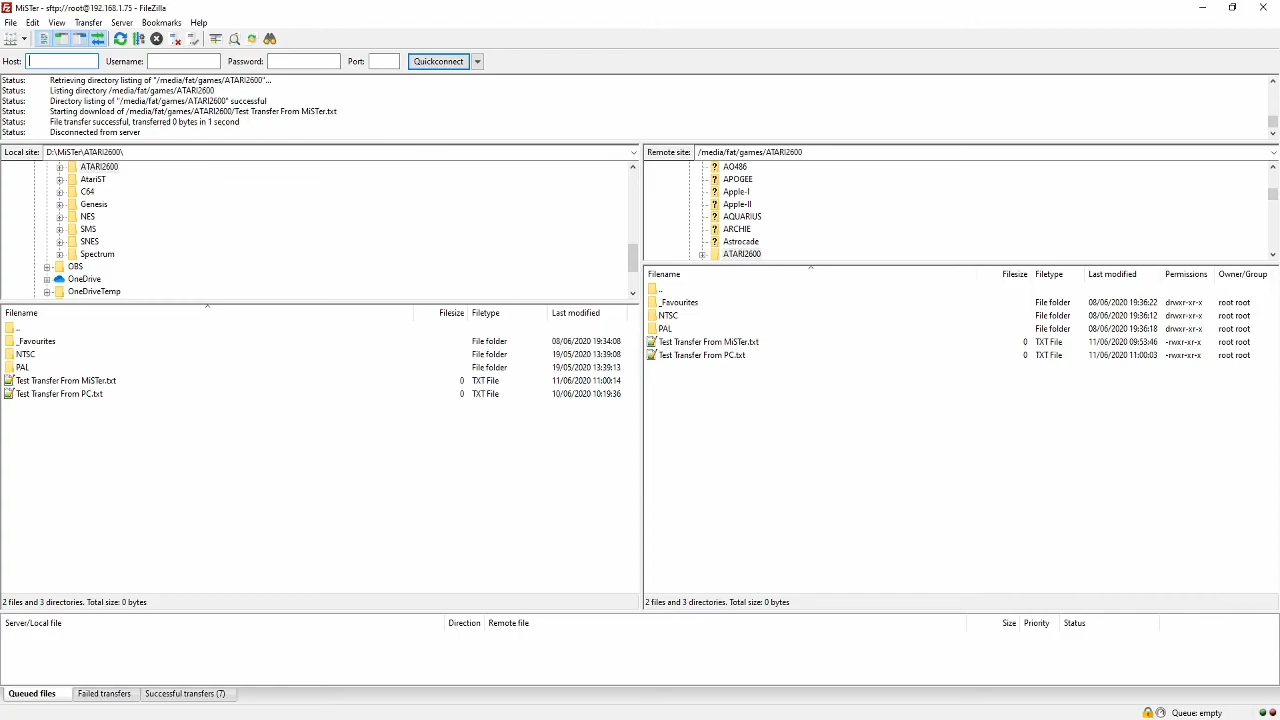 MiSTer - sftp://root@192.168.1.75 - FileZilla
File Edit View Transfer Server Bookmarks Help
Host: Username: Password: Port: Quickconnect
Status: Retrieving directory listing of "/media/fat/games/ATARI2600"...
Status: Listing directory /media/fat/games/ATARI2600
Status: Directory listing of "/media/fat/games/ATARI2600" successful
Status: Starting download of /media/fat/games/ATARI2600/Test Transfer From MiSTer.txt
Status: File transfer successful, transferred 0 bytes in 1 second
Status: Disconnected from server
Local site: D:\MiSTer\ATARI2600\
ATARI2600
AtariST
C64
Genesis
NES
SMS
SNES
Spectrum
OBS
OneDrive
OneDriveTemp
Filename Filesize Filetype Last modified
..
_Favourites File folder 08/06/2020 19:34:08
NTSC File folder 19/05/2020 13:39:08
PAL File folder 19/05/2020 13:39:13
Test Transfer From MiSTer.txt 0 TXT File 11/06/2020 11:00:14
Test Transfer From PC.txt 0 TXT File 10/06/2020 10:19:36
2 files and 3 directories. Total size: 0 bytes
Remote site: /media/fat/games/ATARI2600
? AO486
? APOGEE
? Apple-I
? Apple-II
? AQUARIUS
? ARCHIE
? Astrocade
ATARI2600
Filename Filesize Filetype Last modified Permissions Owner/Group
..
_Favourites File folder 08/06/2020 19:36:22 drwxr-xr-x root root
NTSC File folder 08/06/2020 19:36:12 drwxr-xr-x root root
PAL File folder 08/06/2020 19:36:18 drwxr-xr-x root root
Test Transfer From MiSTer.txt 0 TXT File 11/06/2020 09:53:46 -rwxr-xr-x root root
Test Transfer From PC.txt 0 TXT File 11/06/2020 11:00:03 -rwxr-xr-x root root
2 files and 3 directories. Total size: 0 bytes
Server/Local file Direction Remote file Size Priority Status
Queued files Failed transfers Successful transfers (7)
Queue: empty